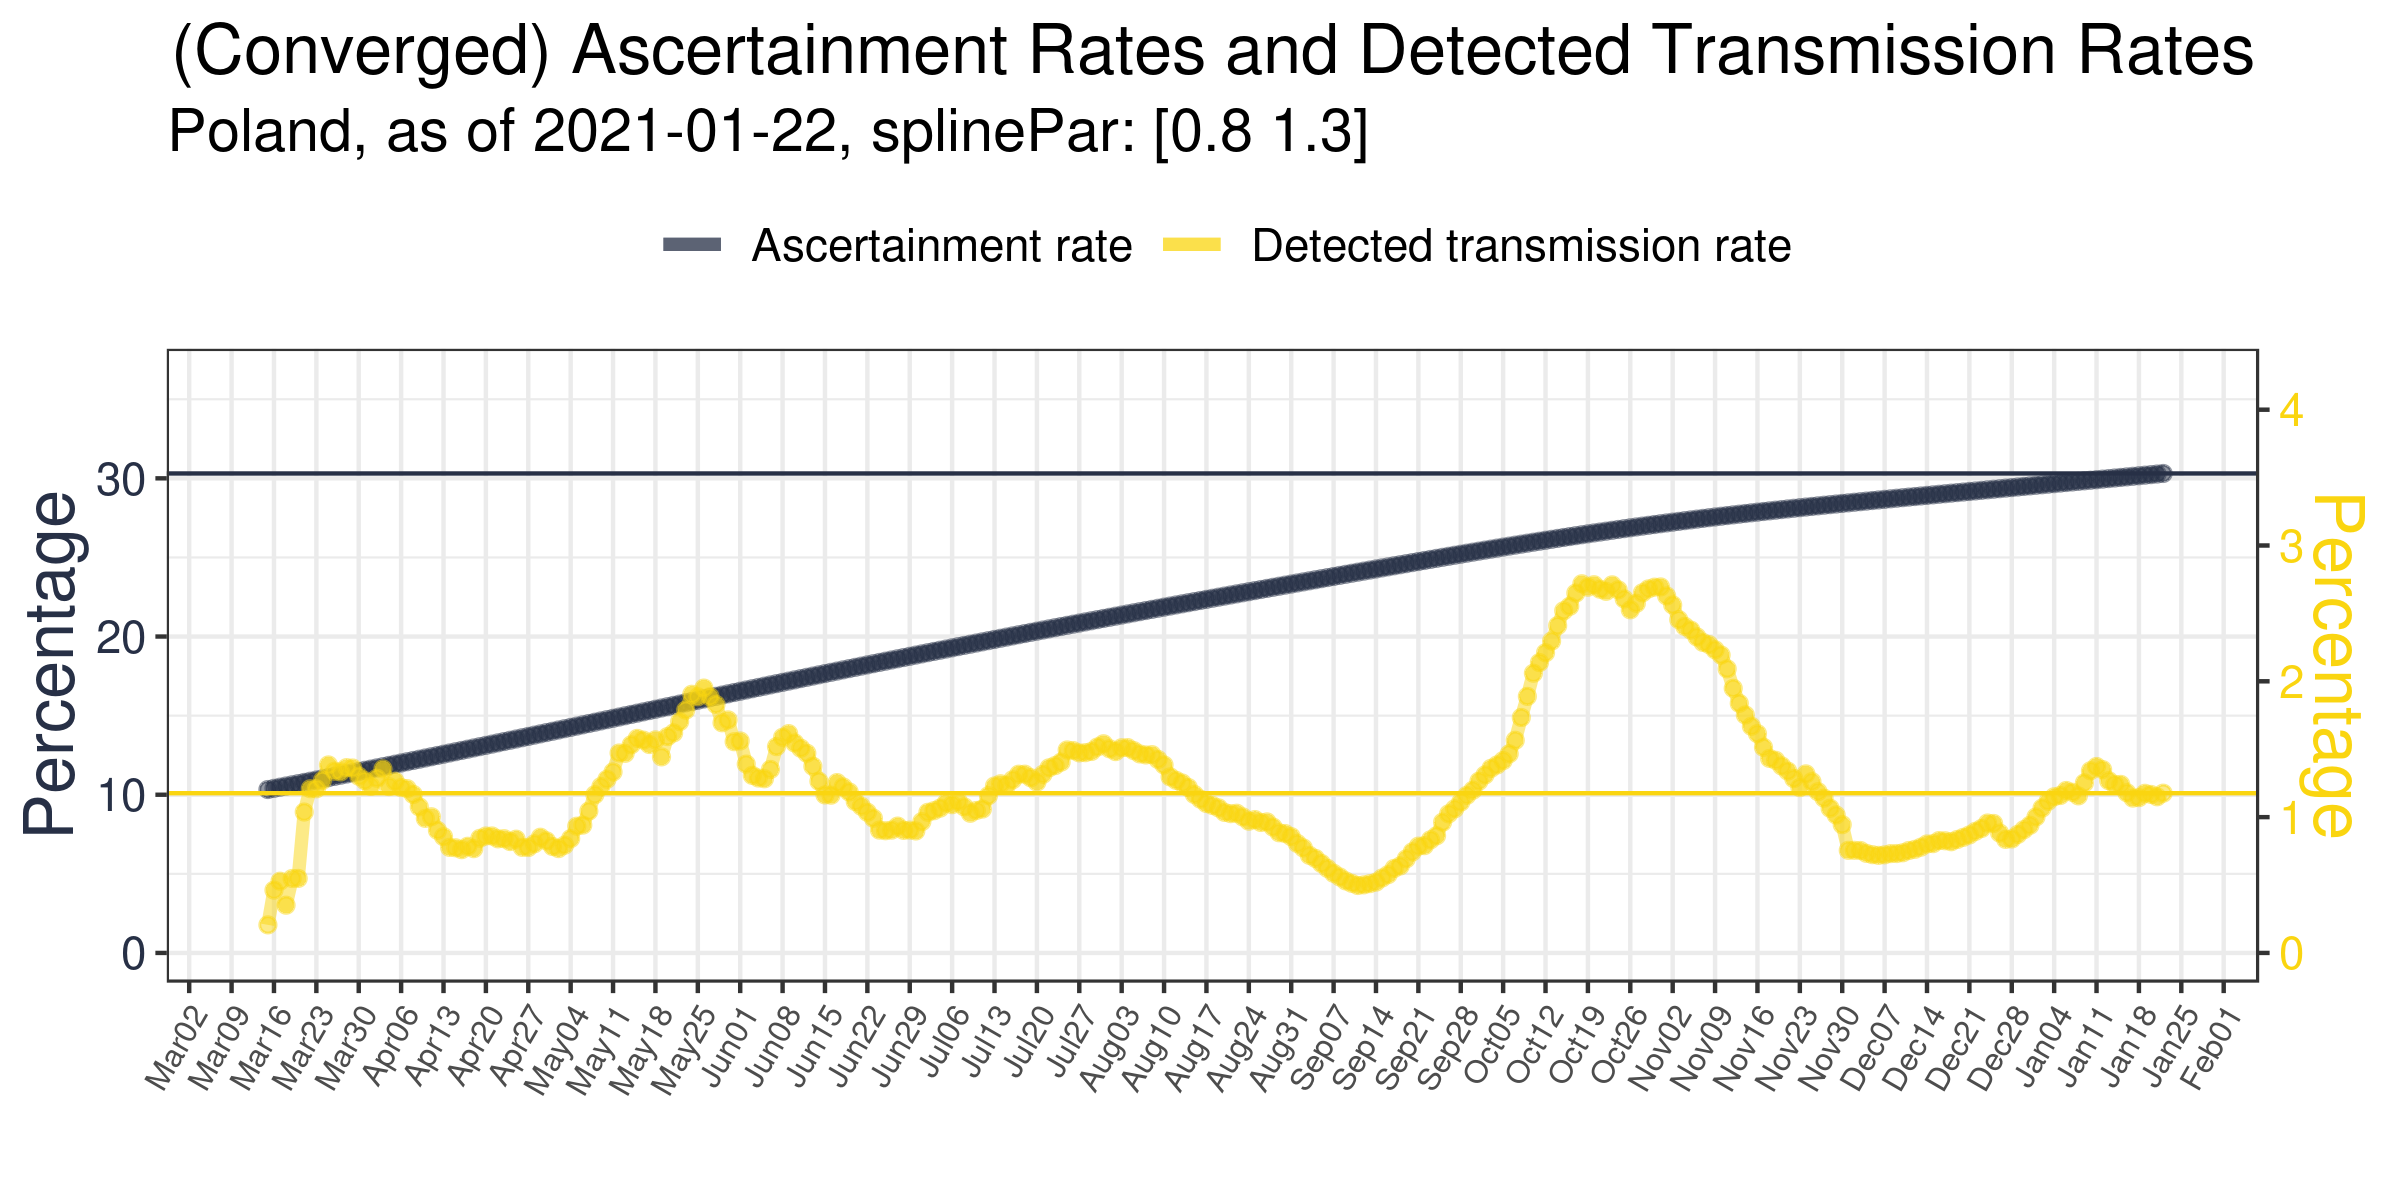 (Converged) Ascertainment Rates and Detected Transmission Rates
Poland, as of 2021-01-22, splinePar: [0.8 1.3]
Ascertainment rate Detected transmission rate
Percentage
30
20
10
0
4
3
2
1
0
Percentage
Mar02 Mar09 Mar16 Mar23 Mar30 Apr06 Apr13 Apr20 Apr27 May04 May11 May18 May25 Jun01 Jun08 Jun15 Jun22 Jun29 Jul06 Jul13 Jul20 Jul27 Aug03 Aug10 Aug17 Aug24 Aug31 Sep07 Sep14 Sep21 Sep28 Oct05 Oct12 Oct19 Oct26 Nov02 Nov09 Nov16 Nov23 Nov30 Dec07 Dec14 Dec21 Dec28 Jan04 Jan11 Jan18 Jan25 Feb01